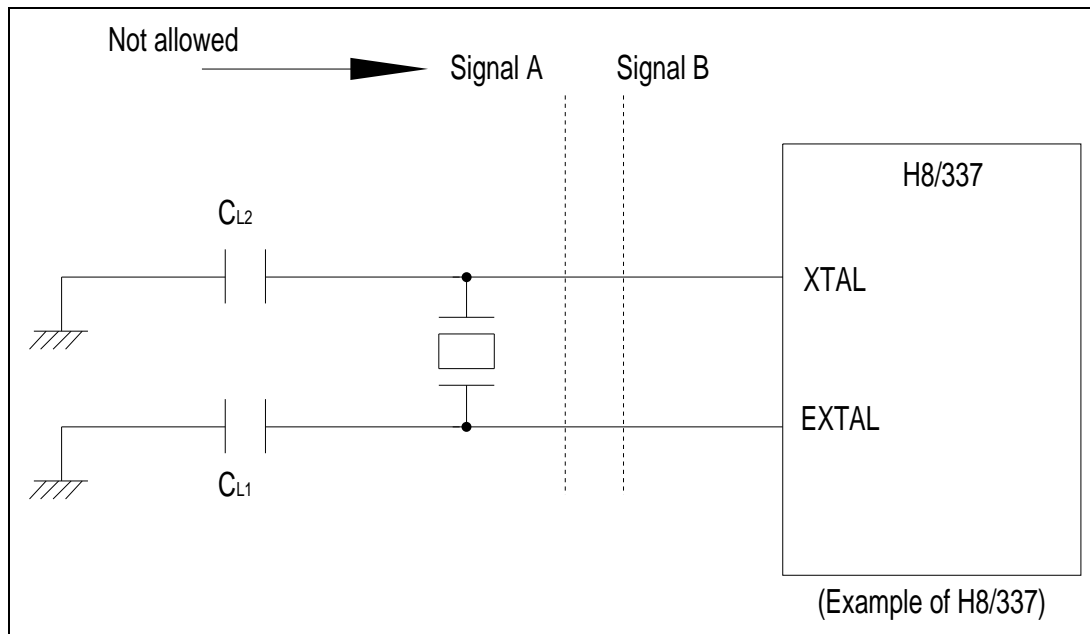 Not allowed
Signal A
Signal B
H8/337
CL2
XTAL
EXTAL
CL1
(Example of H8/337)